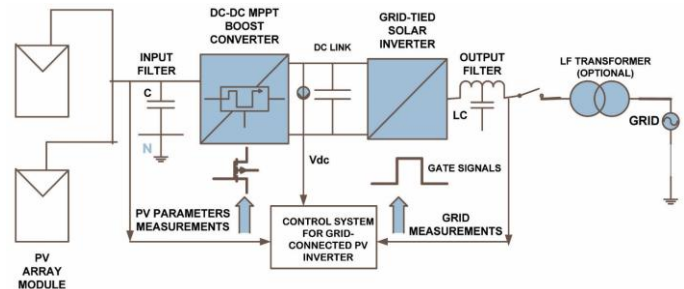 DC-DC MPPT
BOOST
CONVERTER
GRID-TIED
SOLAR
INVERTER
INPUT
FILTER
C
N
DC LINK
OUTPUT
FILTER
LC
LF TRANSFORMER
(OPTIONAL)
GRID
Vdc
GATE SIGNALS
PV PARAMETERS
MEASUREMENTS
CONTROL SYSTEM
FOR GRID-
CONNECTED PV
INVERTER
GRID
MEASUREMENTS
PV
ARRAY
MODULE